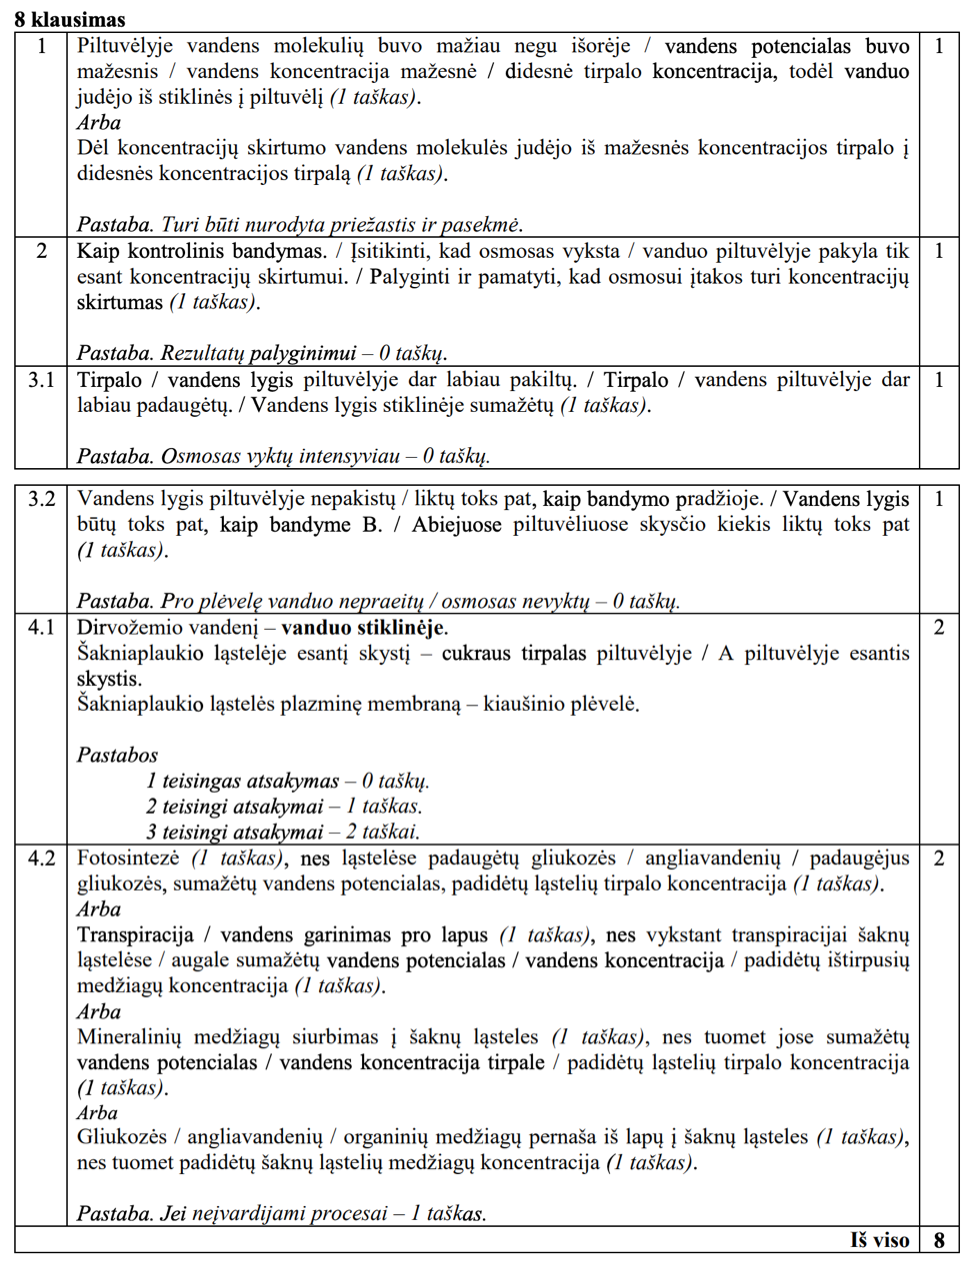 8 klausimas
1 Piltuvėlyje vandens molekulių buvo mažiau negu išorėje / vandens potencialas buvo 1
mažesnis / vandens koncentracija mažesnė / didesnė tirpalo koncentracija, todėl vanduo
judėjo iš stiklinės į piltuvėlį (1 taškas).
Arba
Dėl koncentracijų skirtumo vandens molekulės judėjo iš mažesnės koncentracijos tirpalo į
didesnės koncentracijos tirpalą (1 taškas).
Pastaba. Turi būti nurodyta priežastis ir pasekmė.
2 Kaip kontrolinis bandymas. / Įsitikinti, kad osmosas vyksta / vanduo piltuvėlyje pakyla tik 1
esant koncentracijų skirtumui. / Palyginti ir pamatyti, kad osmosui įtakos turi koncentracijų
skirtumas (1 taškas).
Pastaba. Rezultatų palyginimui – 0 taškų.
3.1 Tirpalo / vandens lygis piltuvėlyje dar labiau pakiltų. / Tirpalo / vandens piltuvėlyje dar 1
labiau padaugėtų. / Vandens lygis stiklinėje sumažėtų (1 taškas).
Pastaba. Osmosas vyktų intensyviau – 0 taškų.
3.2 Vandens lygis piltuvėlyje nepakistų / liktų toks pat, kaip bandymo pradžioje. / Vandens lygis 1
būtų toks pat, kaip bandyme B. / Abiejuose piltuvėliuose skysčio kiekis liktų toks pat
(1 taškas).
Pastaba. Pro plėvelę vanduo nepraeitų / osmosas nevyktų – 0 taškų.
4.1 Dirvožemio vandenį – vanduo stiklinėje. 2
Šakniaplaukio ląstelėje esantį skystį – cukraus tirpalas piltuvėlyje / A piltuvėlyje esantis
skystis.
Šakniaplaukio ląstelės plazminę membraną – kiaušinio plėvelė.
Pastabos
1 teisingas atsakymas – 0 taškų.
2 teisingi atsakymai – 1 taškas.
3 teisingi atsakymai – 2 taškai.
4.2 Fotosintezė (1 taškas), nes ląstelėse padaugėtų gliukozės / angliavandenių / padaugėjus 2
gliukozės, sumažėtų vandens potencialas, padidėtų ląstelių tirpalo koncentracija (1 taškas).
Arba
Transpiracija / vandens garinimas pro lapus (1 taškas), nes vykstant transpiracijai šaknų
ląstelėse / augale sumažėtų vandens potencialas / vandens koncentracija / padidėtų ištirpusių
medžiagų koncentracija (1 taškas).
Arba
Mineralinių medžiagų siurbimas į šaknų ląsteles (1 taškas), nes tuomet jose sumažėtų
vandens potencialas / vandens koncentracija tirpale / padidėtų ląstelių tirpalo koncentracija
(1 taškas).
Arba
Gliukozės / angliavandenių / organinių medžiagų pernaša iš lapų į šaknų ląsteles (1 taškas),
nes tuomet padidėtų šaknų ląstelių medžiagų koncentracija (1 taškas).
Pastaba. Jei neįvardijami procesai – 1 taškas.
Iš viso 8